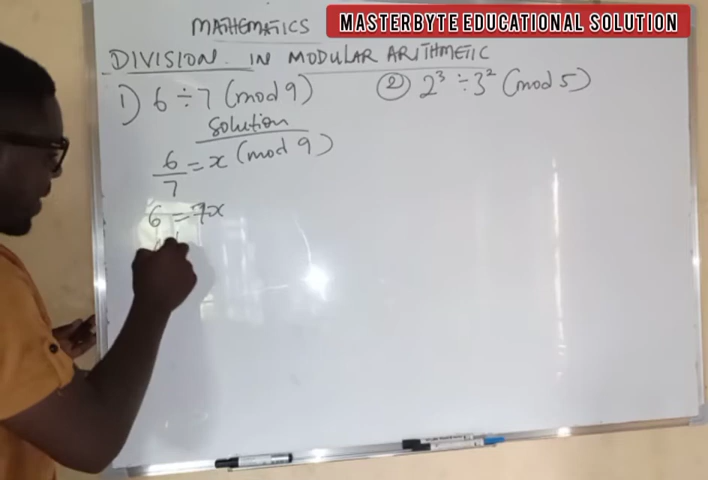 MASTERBYTE EDUCATIONAL SOLUTION
MATHEMATICS
DIVISION IN MODULAR ARITHMETIC
1) 6 ÷ 7 (mod 9)
② 2³ ÷ 3² (mod 5)
Solution
6/7 = x (mod 9)
6 = 7x